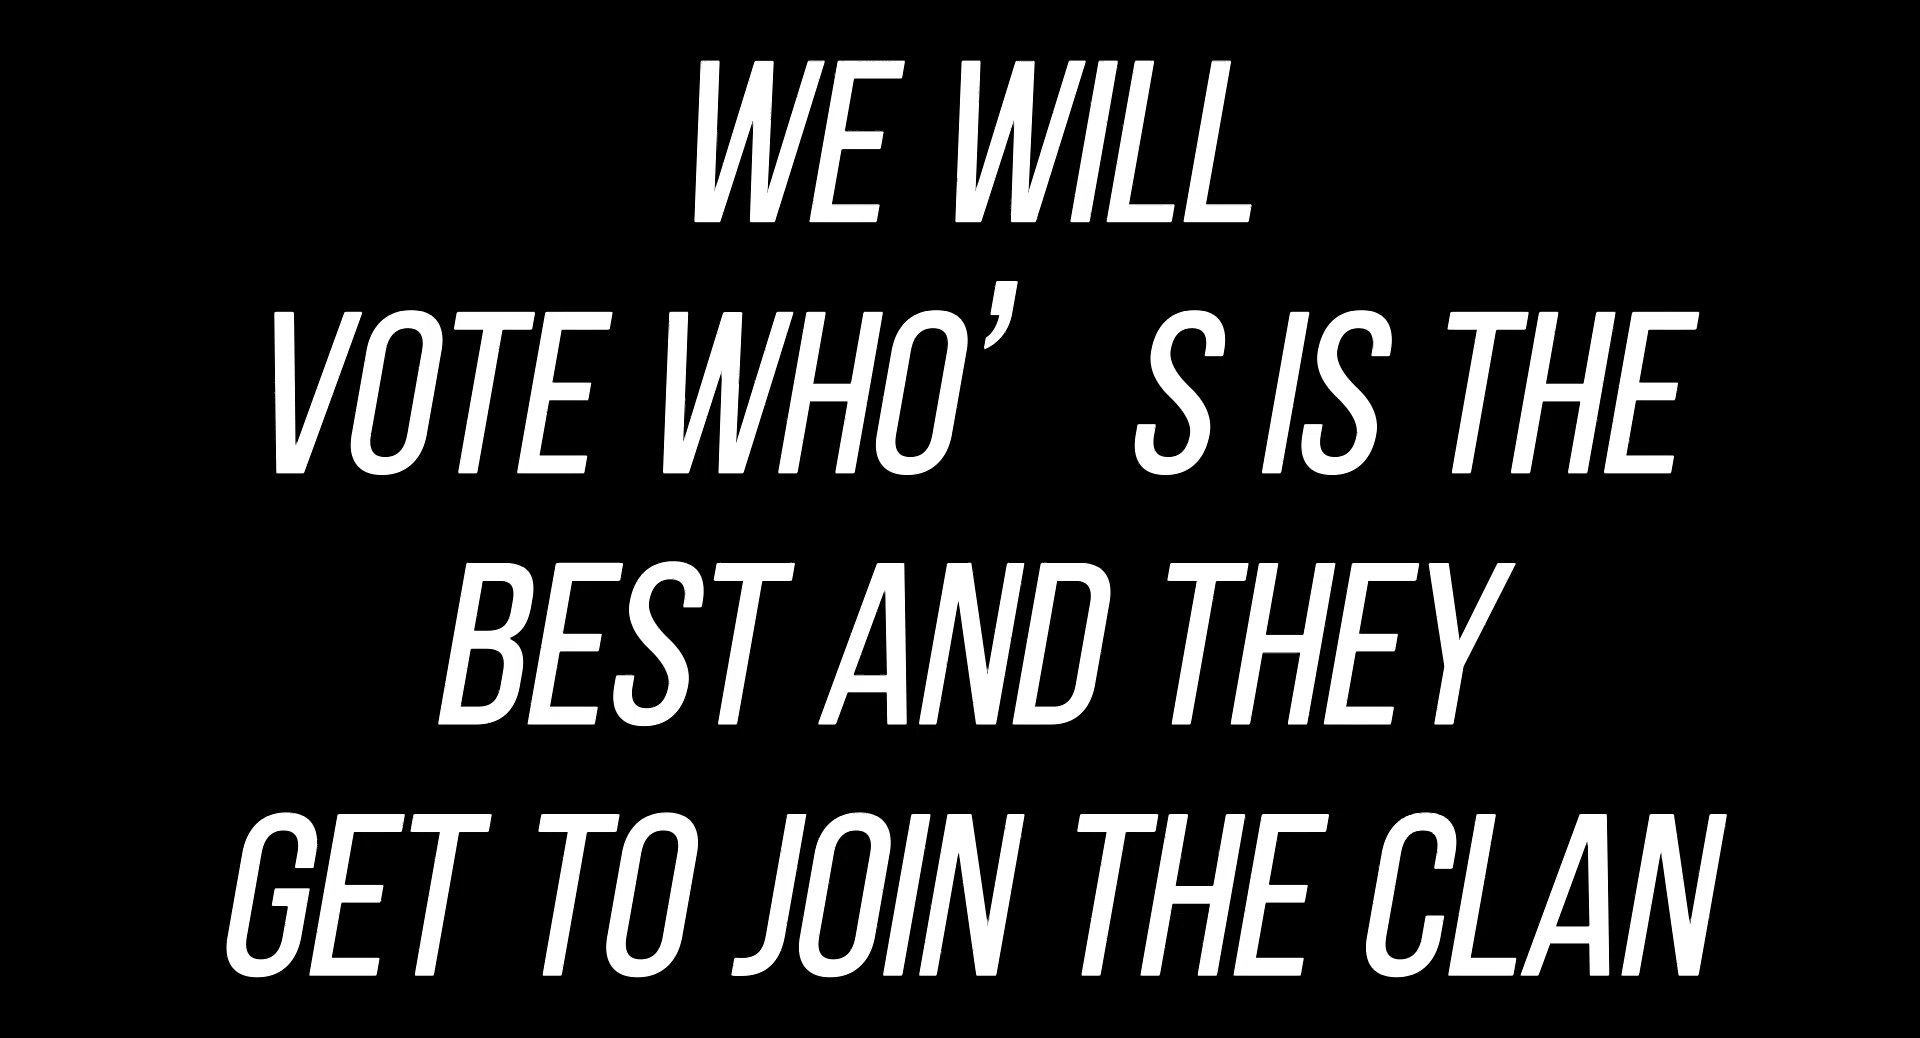 WE WILL
VOTE WHO’ S IS THE
BEST AND THEY
GET TO JOIN THE CLAN